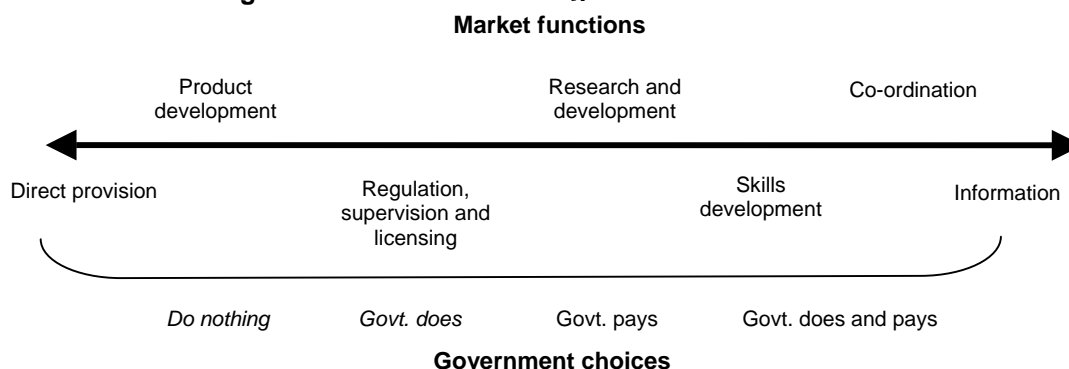 Market functions
Product
development
Research and
development
Co-ordination
Direct provision
Regulation,
supervision and
licensing
Skills
development
Information
Do nothing
Govt. does
Govt. pays
Govt. does and pays
Government choices